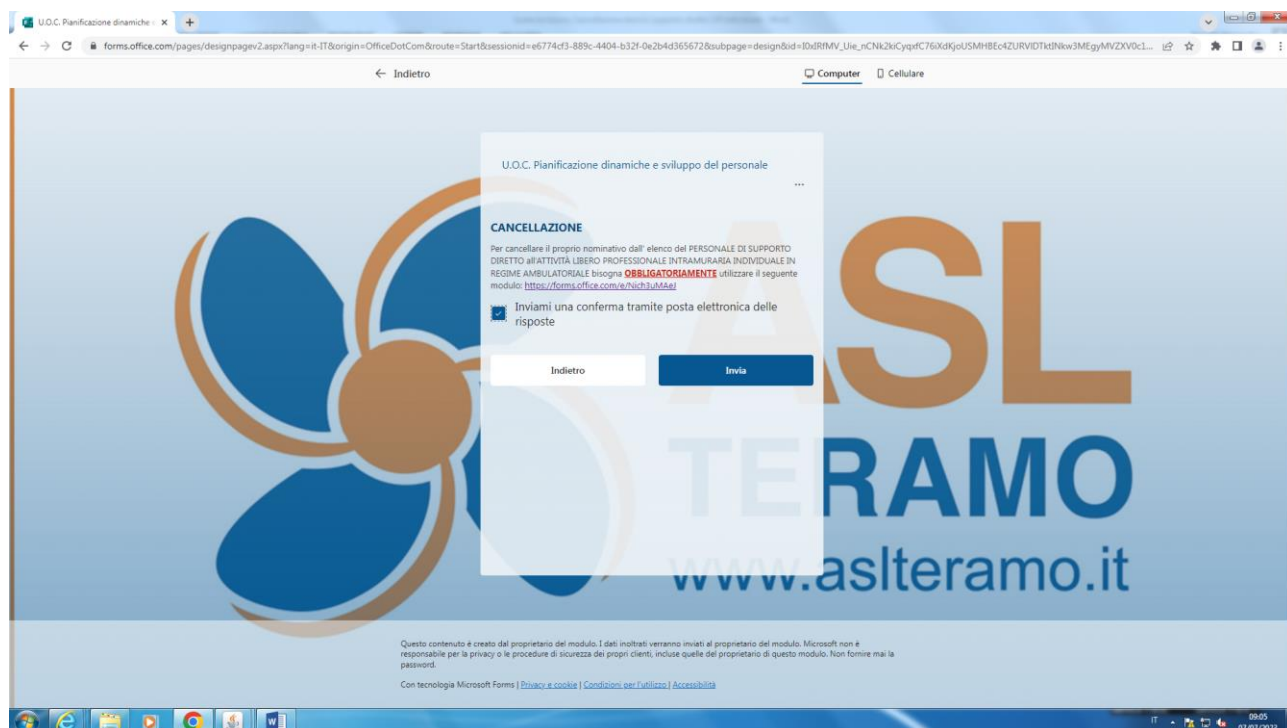 U.O.C. Pianificazione dinamiche
forms.office.com/pages/designpagev2.aspx?lang=it-IT&origin=OfficeDotCom&route=Start&sessionid=e6774cf3-889c-4404-b32f-0e2b4d365672&subpage=design&id=
Indietro
Computer
Cellulare
U.O.C. Pianificazione dinamiche e sviluppo del personale
...
CANCELLAZIONE
Per cancellare il proprio nominativo dall' elenco del PERSONALE DI SUPPORTO
DIRETTO all'ATTIVITÀ LIBERO PROFESSIONALE INTRAMURARIA INDIVIDUALE IN
REGIME AMBULATORIALE bisogna OBBLIGATORIAMENTE utilizzare il seguente
modulo: https://forms.office.com/e/Nich3uMAeJ
Inviami una conferma tramite posta elettronica delle
risposte
Indietro
Invia
ASL
TERAMO
www.aslteramo.it
Questo contenuto è creato dal proprietario del modulo. I dati inoltrati verranno inviati al proprietario del modulo. Microsoft non è
responsabile per la privacy o le procedure di sicurezza dei propri clienti, incluse quelle del proprietario di questo modulo. Non fornire mai la
password.
Con tecnologia Microsoft Forms | Privacy e cookie | Condizioni per l'utilizzo | Accessibilità
IT
09:05